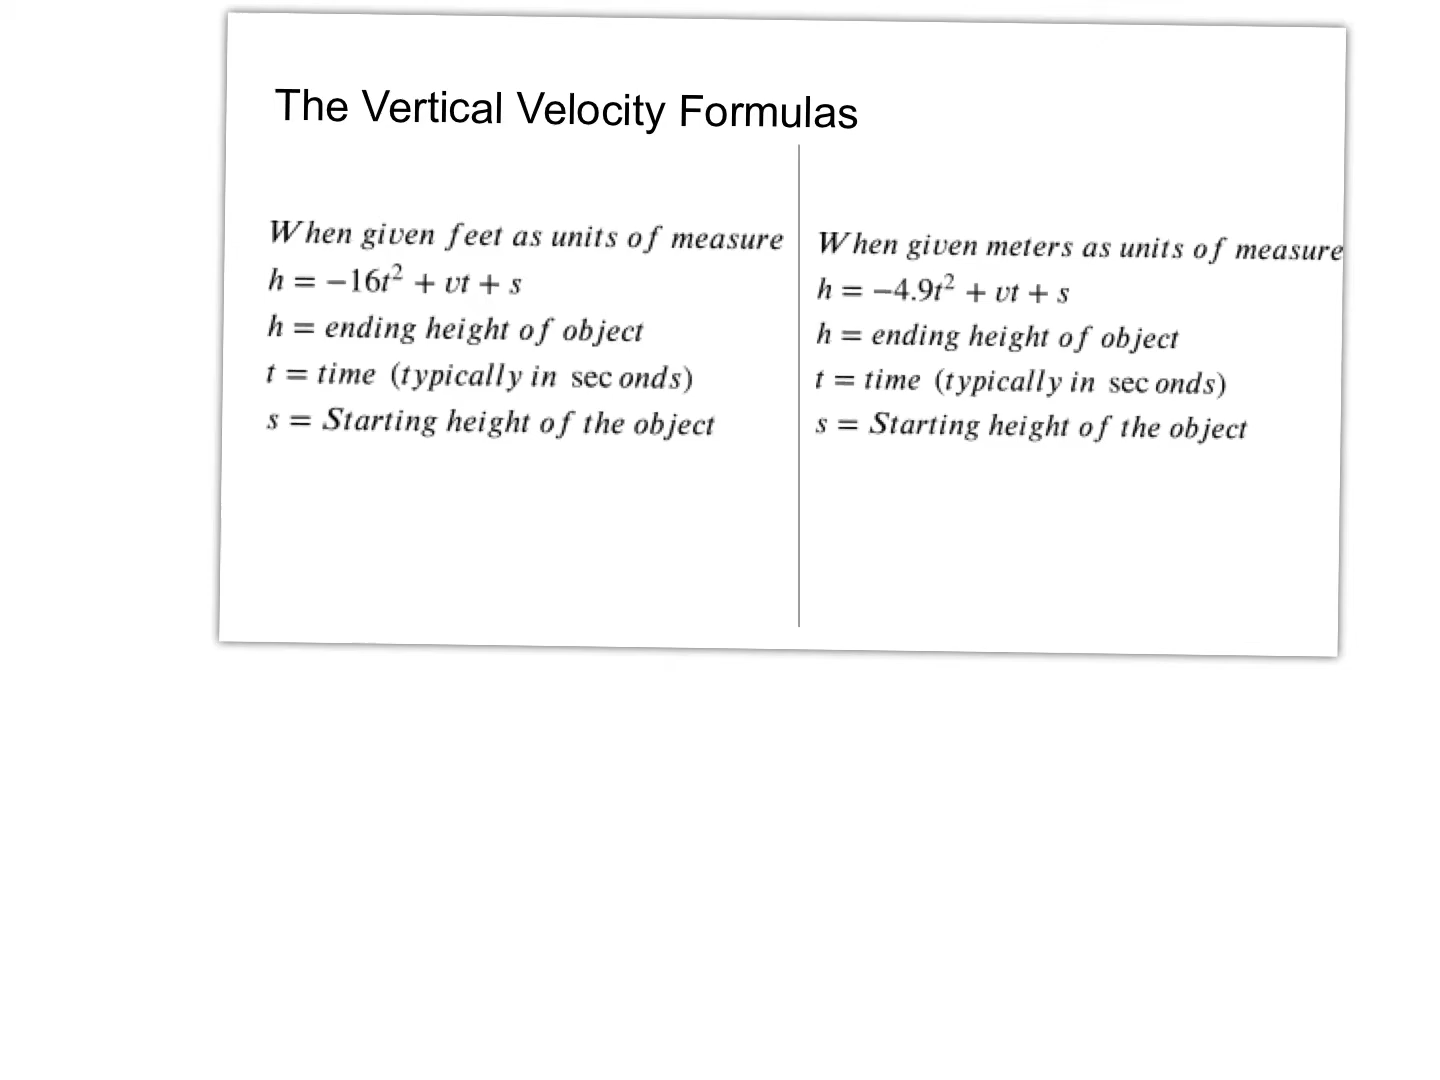 The Vertical Velocity Formulas
When given feet as units of measure
h = −16t² + vt + s
h = ending height of object
t = time (typically in sec onds)
s = Starting height of the object
When given meters as units of measure
h = −4.9t² + vt + s
h = ending height of object
t = time (typically in sec onds)
s = Starting height of the object